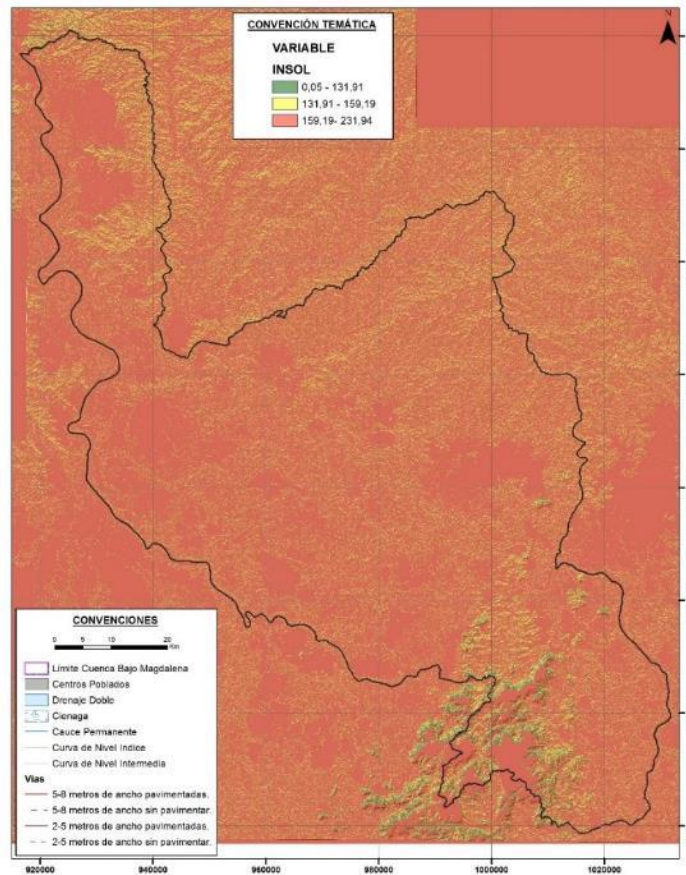 CONVENCIÓN TEMÁTICA
VARIABLE
INSOL
0,05 - 131,91
131,91 - 159,19
159,19- 231,94
CONVENCIONES
0 5 10 20
Km
Límite Cuenca Bajo Magdalena
Centros Poblados
Drenaje Doble
Cienaga
Cauce Permanente
Curva de Nivel Indice
Curva de Nivel Intermedia
Vias
5-8 metros de ancho pavimentadas.
5-8 metros de ancho sin pavimentar.
2-5 metros de ancho pavimentadas.
2-5 metros de ancho sin pavimentar.
920000 940000 960000 980000 1000000 1020000